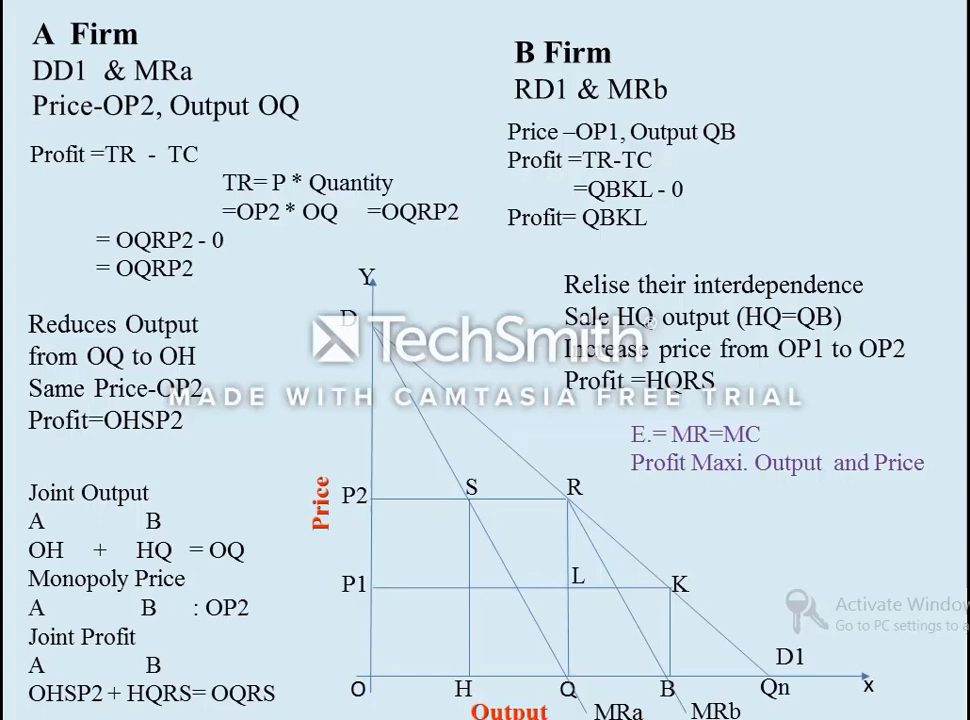 A Firm
DD1 & MRa
Price-OP2, Output OQ
Profit =TR - TC
TR= P * Quantity
=OP2 * OQ =OQRP2
= OQRP2 - 0
= OQRP2
B Firm
RD1 & MRb
Price –OP1, Output QB
Profit =TR-TC
=QBKL - 0
Profit= QBKL
Reduces Output
from OQ to OH
Same Price-OP2
Profit=OHSP2
Relise their interdependence
Sale HQ output (HQ=QB)
Increase price from OP1 to OP2
Profit =HQRS
E.= MR=MC
Profit Maxi. Output and Price
Joint Output
A B
OH + HQ = OQ
Monopoly Price
A B : OP2
Joint Profit
A B
OHSP2 + HQRS= OQRS
Y
D
TechSmith®
MADE WITH CAMTASIA FREE TRIAL
Price
P2 S R
P1 L K
D1
O H Q B Qn x
Output MRa MRb
Activate Window
Go to PC settings to a